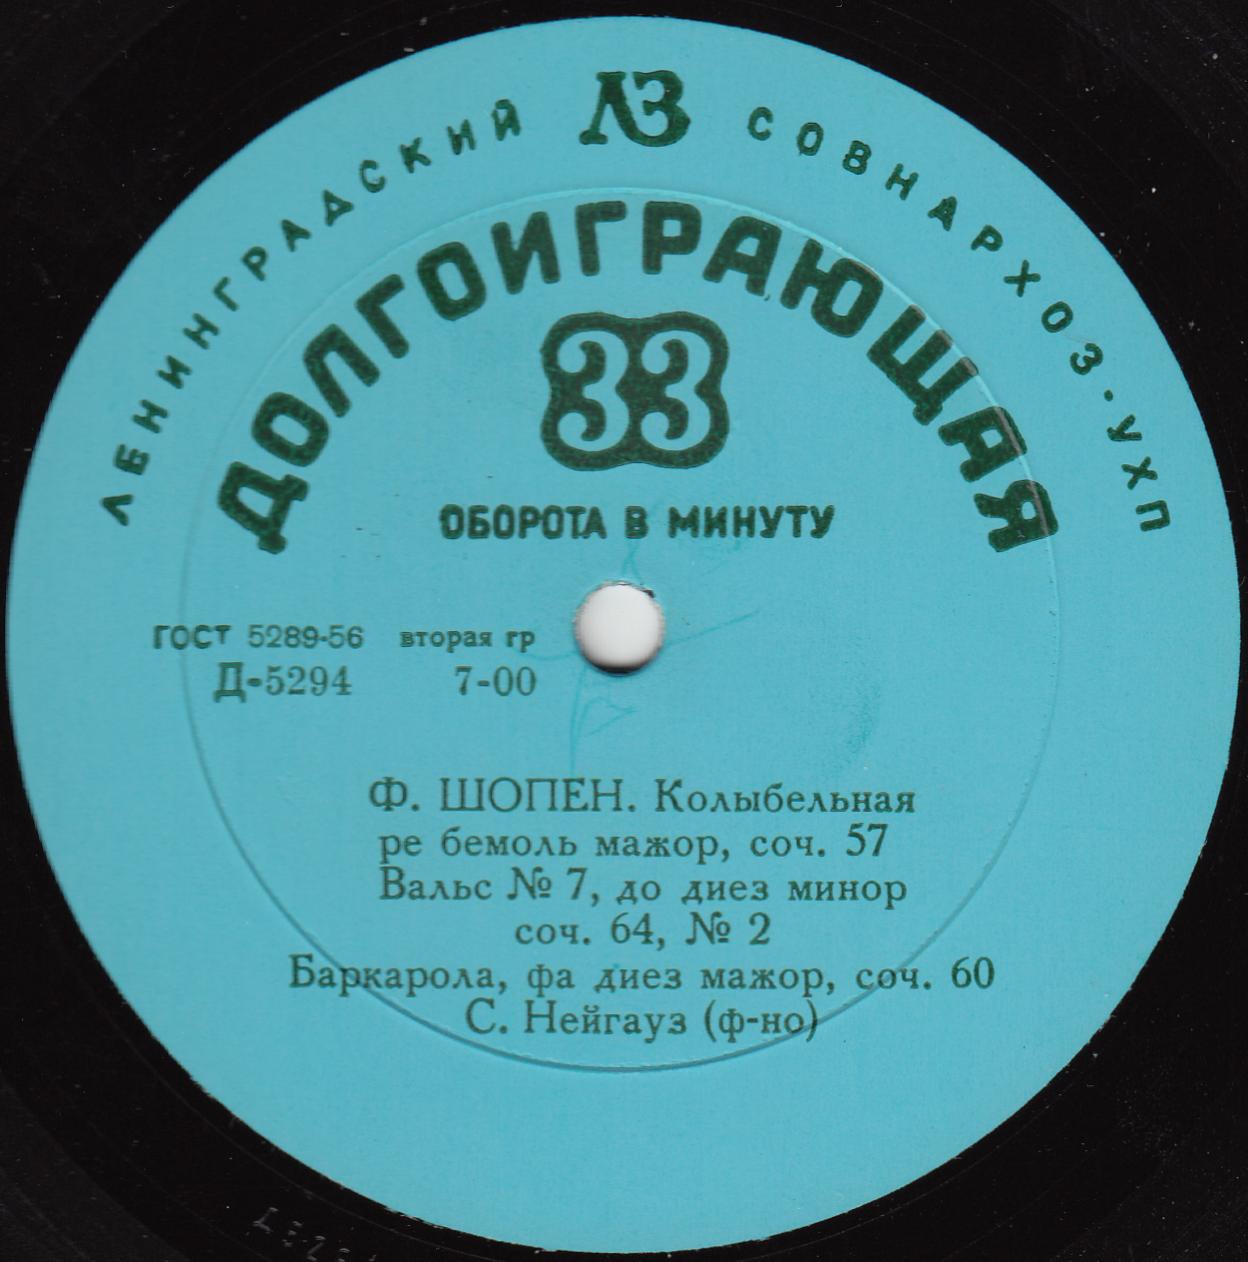 ЛЕНИНГРАДСКИЙ ЛЗ СОВНАРХОЗ-УХП
ДОЛГОИГРАЮЩАЯ
33
ОБОРОТА В МИНУТУ
ГОСТ 5289-56 вторая гр
Д-5294 7-00
Ф. ШОПЕН. Колыбельная
ре бемоль мажор, соч. 57
Вальс № 7, до диез минор
соч. 64, № 2
Баркарола, фа диез мажор, соч. 60
С. Нейгауз (ф-но)